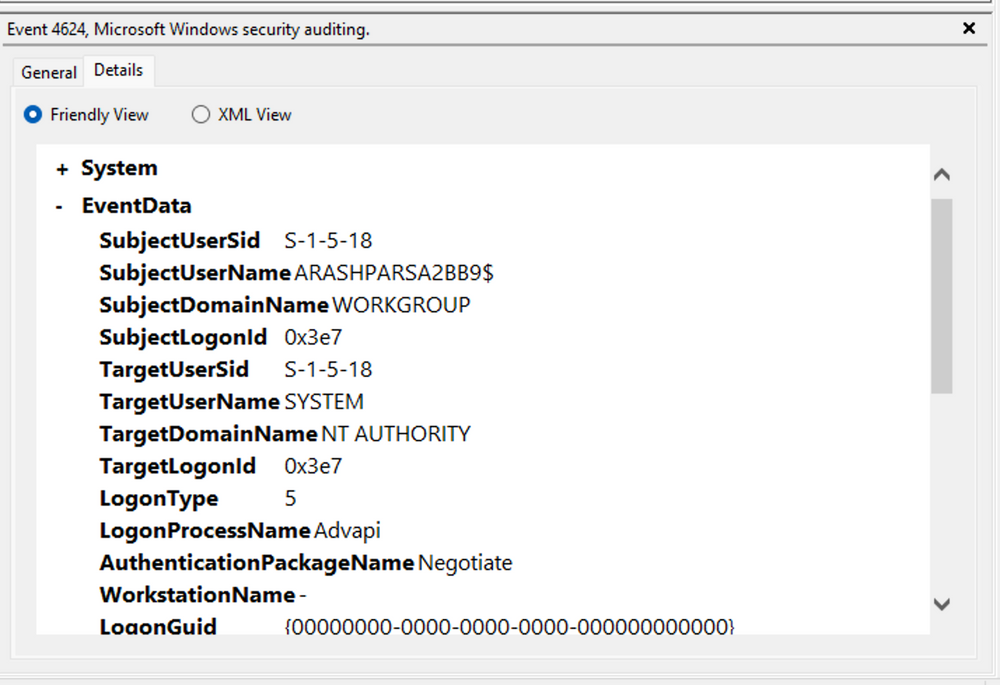 Event 4624, Microsoft Windows security auditing.
General Details
Friendly View XML View
+ System
- EventData
SubjectUserSid S-1-5-18
SubjectUserName ARASHPARSA2BB9$
SubjectDomainName WORKGROUP
SubjectLogonId 0x3e7
TargetUserSid S-1-5-18
TargetUserName SYSTEM
TargetDomainName NT AUTHORITY
TargetLogonId 0x3e7
LogonType 5
LogonProcessName Advapi
AuthenticationPackageName Negotiate
WorkstationName -
LogonGuid {00000000-0000-0000-0000-000000000000}